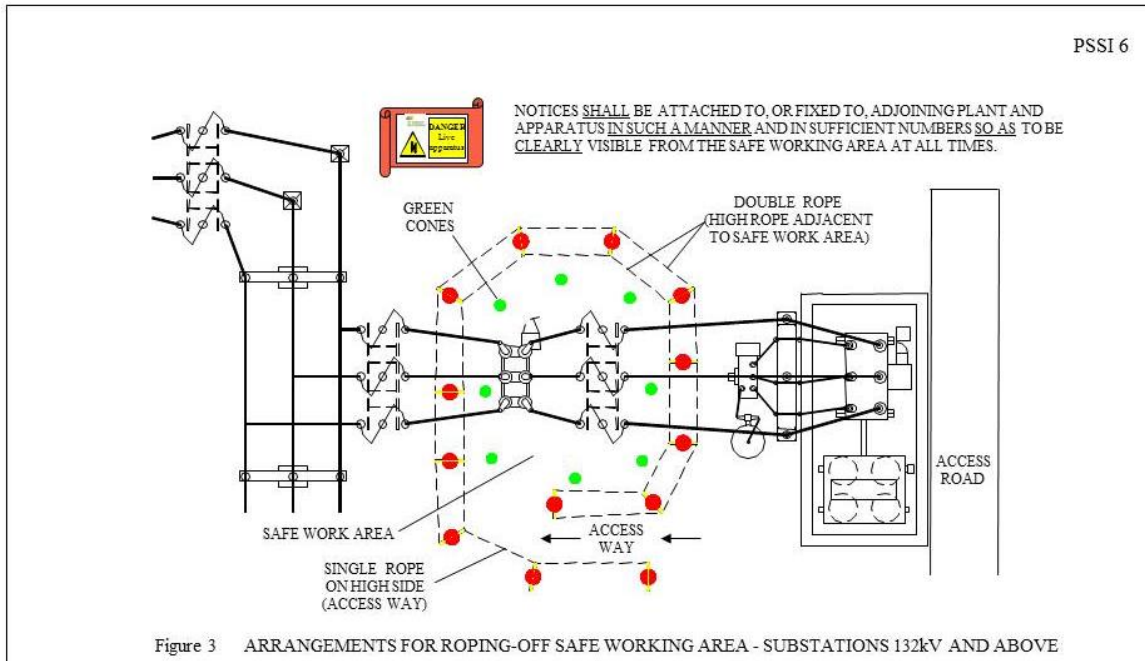 PSSI 6
DANGER
Live
apparatus
NOTICES SHALL BE ATTACHED TO, OR FIXED TO, ADJOINING PLANT AND
APPARATUS IN SUCH A MANNER AND IN SUFFICIENT NUMBERS SO AS TO BE
CLEARLY VISIBLE FROM THE SAFE WORKING AREA AT ALL TIMES.
GREEN
CONES
DOUBLE ROPE
(HIGH ROPE ADJACENT
TO SAFE WORK AREA)
ACCESS
ROAD
SAFE WORK AREA
ACCESS
WAY
SINGLE ROPE
ON HIGH SIDE
(ACCESS WAY)
Figure 3 ARRANGEMENTS FOR ROPING-OFF SAFE WORKING AREA - SUBSTATIONS 132kV AND ABOVE